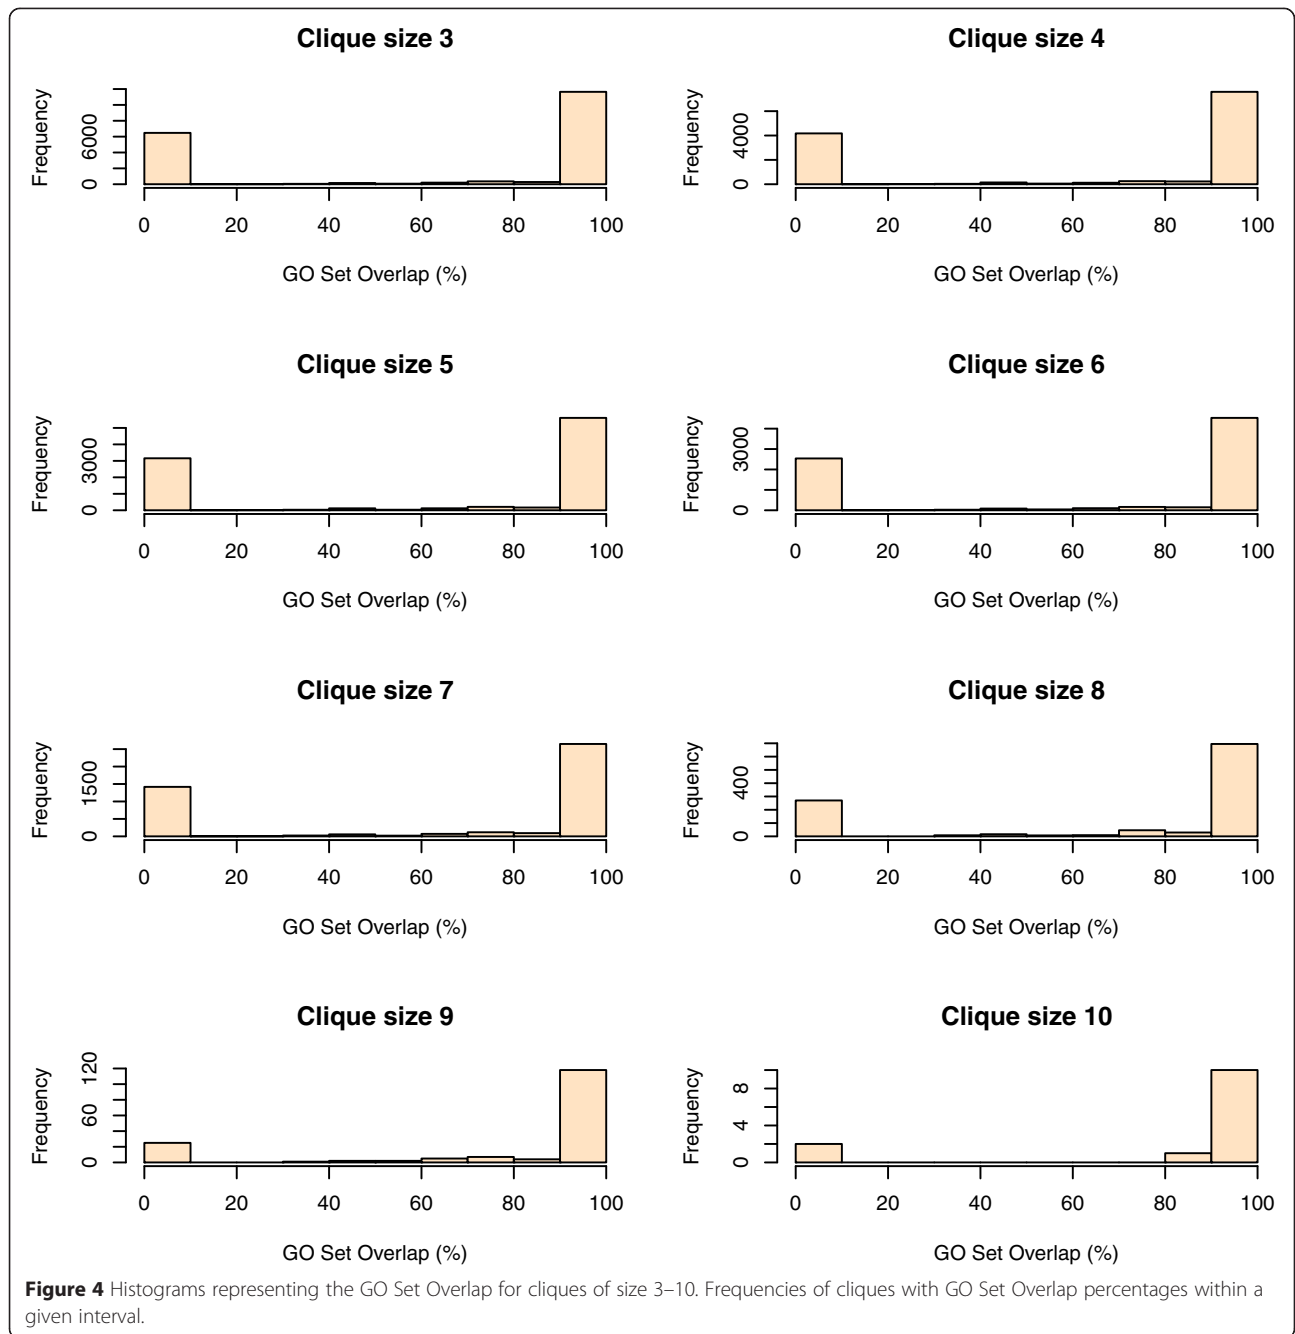 Clique size 3
Clique size 4
Frequency
0
6000
0 20 40 60 80 100
GO Set Overlap (%)
Frequency
0
4000
0 20 40 60 80 100
GO Set Overlap (%)
Clique size 5
Clique size 6
Frequency
0
3000
0 20 40 60 80 100
GO Set Overlap (%)
Frequency
0
3000
0 20 40 60 80 100
GO Set Overlap (%)
Clique size 7
Clique size 8
Frequency
0
1500
0 20 40 60 80 100
GO Set Overlap (%)
Frequency
0
400
0 20 40 60 80 100
GO Set Overlap (%)
Clique size 9
Clique size 10
Frequency
0
60
120
0 20 40 60 80 100
GO Set Overlap (%)
Frequency
0
4
8
0 20 40 60 80 100
GO Set Overlap (%)
Figure 4 Histograms representing the GO Set Overlap for cliques of size 3–10. Frequencies of cliques with GO Set Overlap percentages within a
given interval.